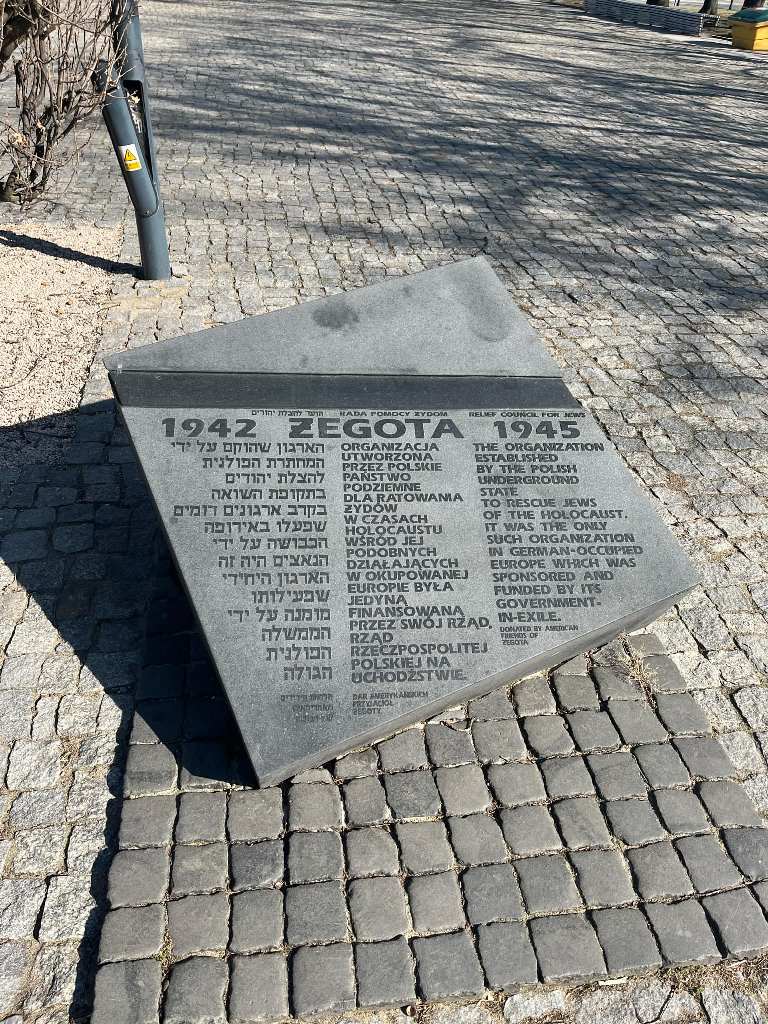 הועד להצלת יהודים RADA POMOCY ŻYDOM RELIEF COUNCIL FOR JEWS
1942 ŻEGOTA 1945
הארגון שהוקם על ידי
המחתרת הפולנית
להצלת יהודים
בתקופת השואה
בקרב ארגונים דומים
שפעלו באירופה
הכבושה על ידי
הנאצים היה זה
הארגון היחידי
שפעילותו
מומנה על ידי
הממשלה
הפולנית
הגולה
ORGANIZACJA
UTWORZONA
PRZEZ POLSKIE
PAŃSTWO
PODZIEMNE
DLA RATOWANIA
ŻYDÓW
W CZASACH
HOLOCAUSTU
WŚRÓD JEJ
PODOBNYCH
DZIAŁAJĄCYCH
W OKUPOWANEJ
EUROPIE BYŁA
JEDYNĄ
FINANSOWANĄ
PRZEZ SWÓJ RZĄD,
RZĄD
RZECZPOSPOLITEJ
POLSKIEJ NA
UCHODŹSTWIE.
DAR AMERYKAŃSKICH
PRZYJACIÓŁ
ŻEGOTY
THE ORGANIZATION
ESTABLISHED
BY THE POLISH
UNDERGROUND
STATE
TO RESCUE JEWS
OF THE HOLOCAUST.
IT WAS THE ONLY
SUCH ORGANIZATION
IN GERMAN-OCCUPIED
EUROPE WHICH WAS
SPONSORED AND
FUNDED BY ITS
GOVERNMENT-
IN-EXILE.
DONATED BY AMERICAN
FRIENDS OF
ŻEGOTA